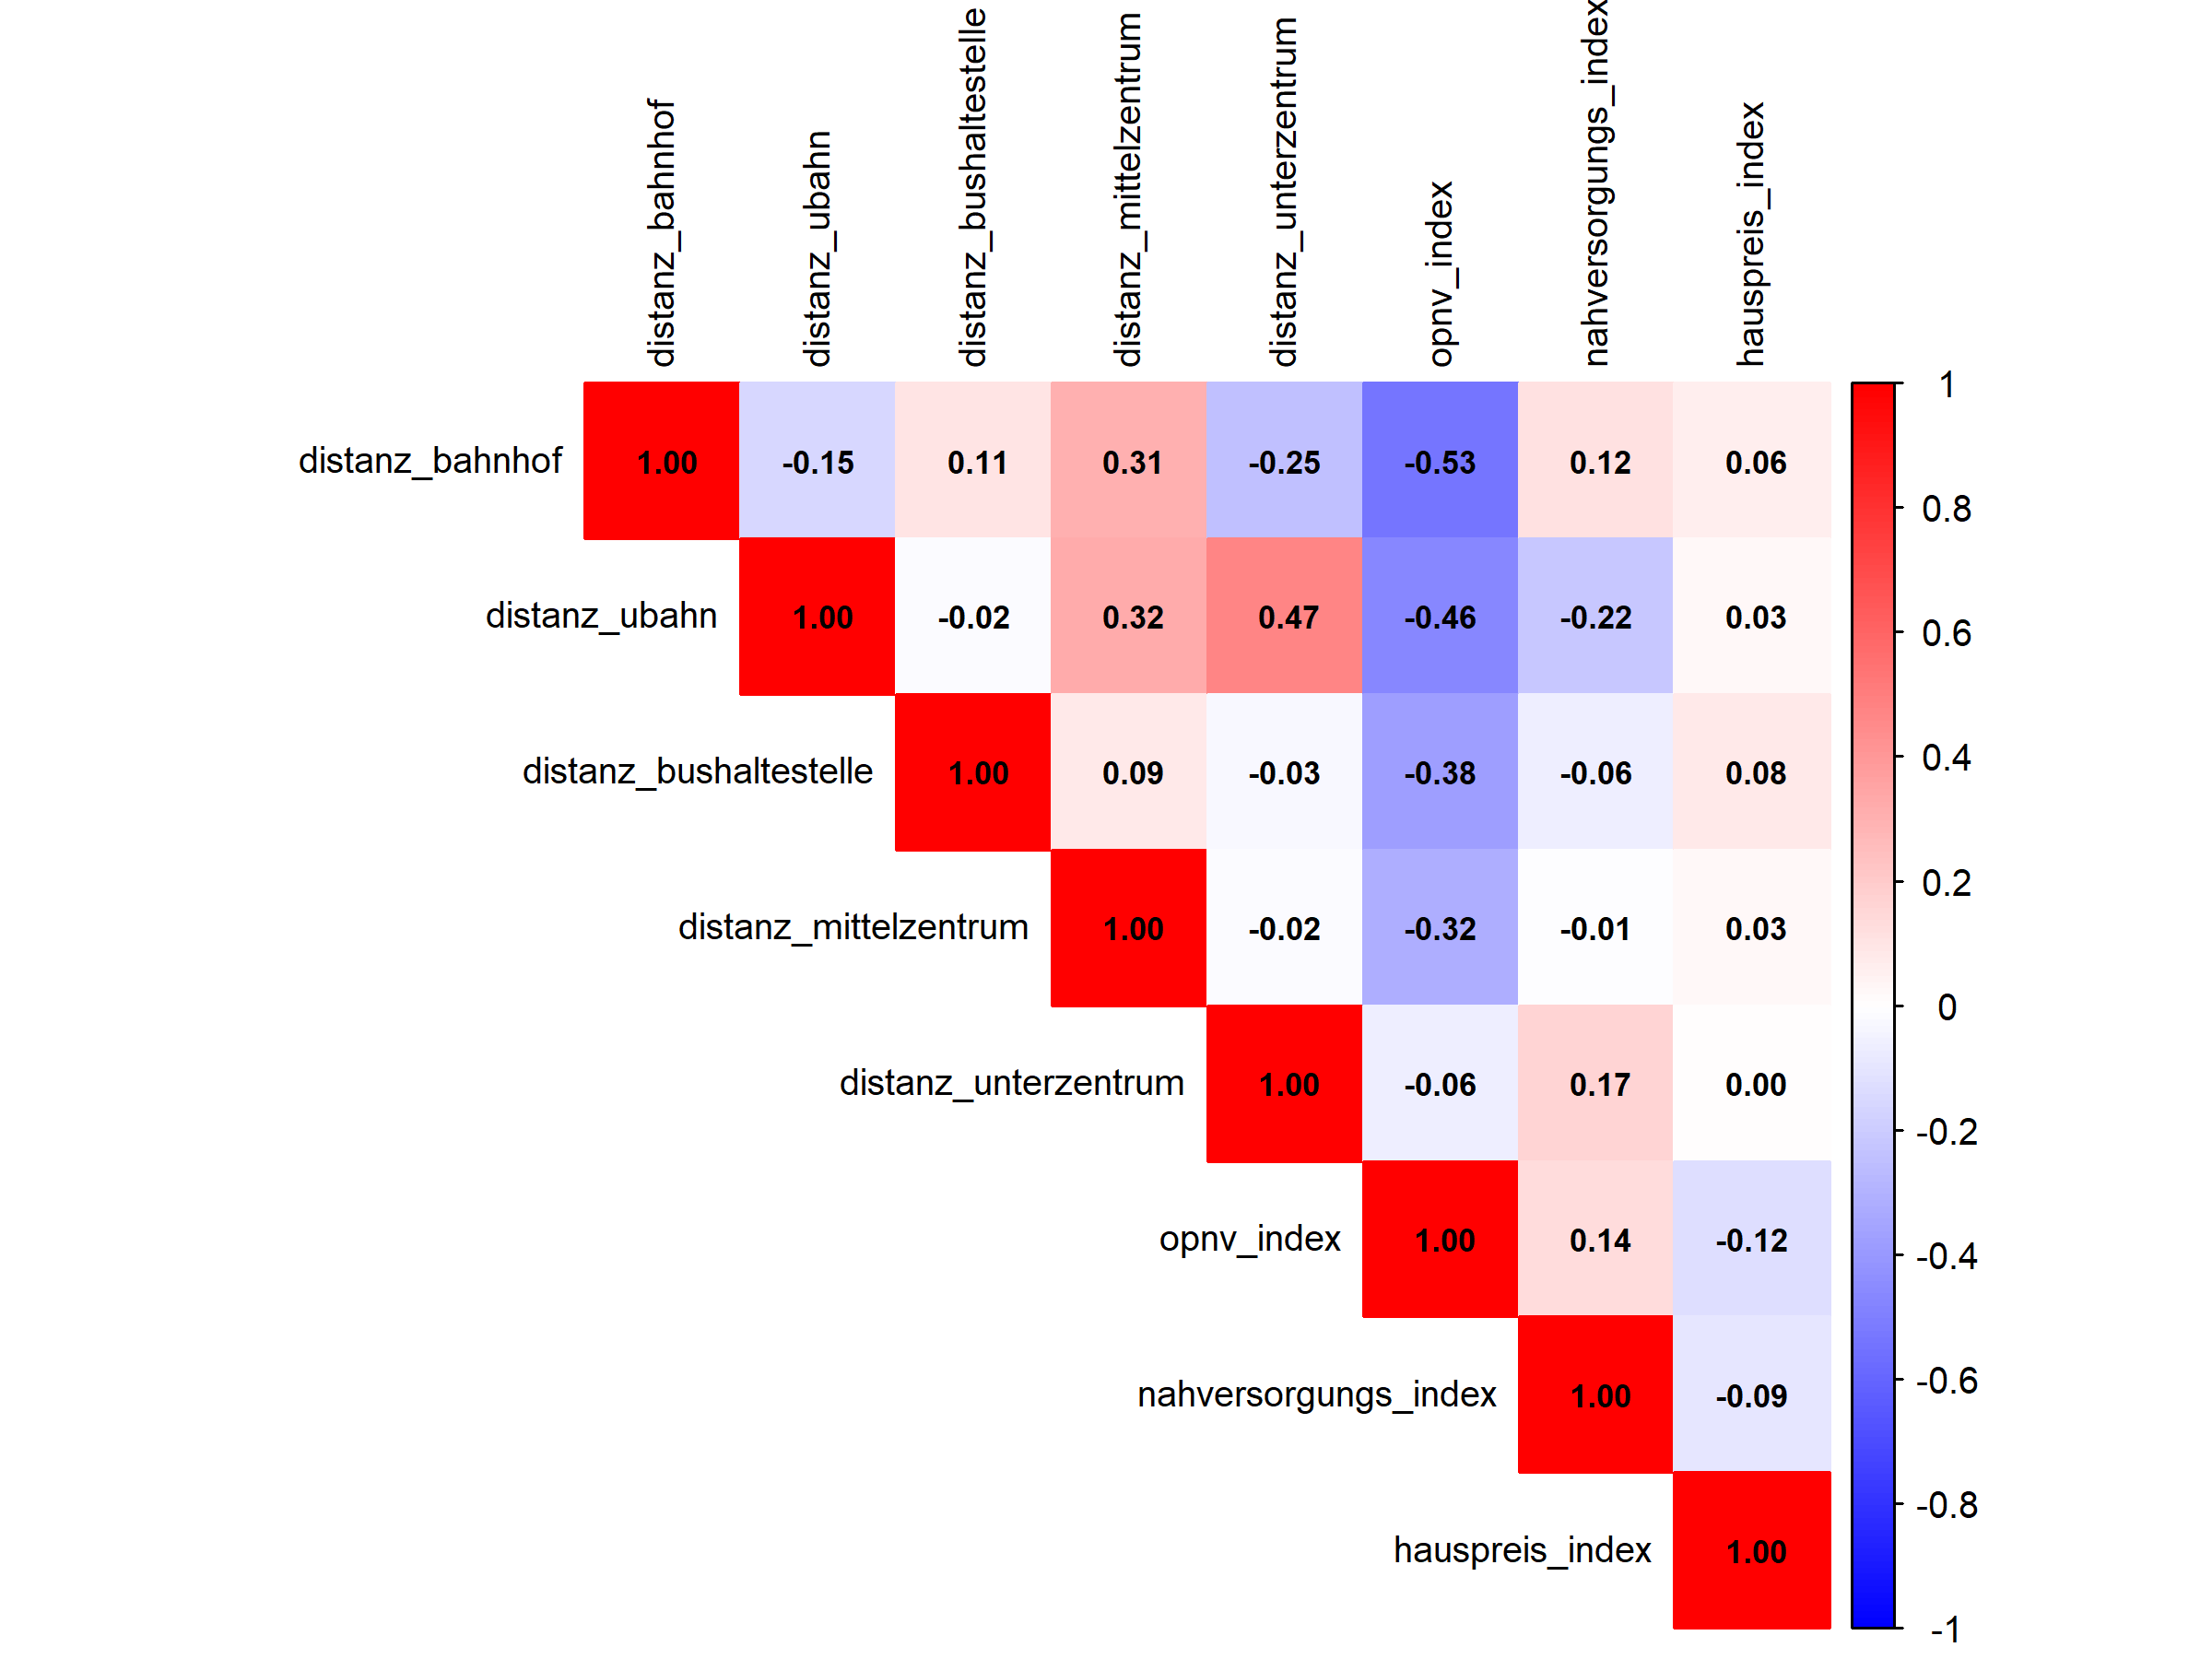 distanz_bahnhof
distanz_ubahn
distanz_bushaltestelle
distanz_mittelzentrum
distanz_unterzentrum
opnv_index
nahversorgungs_index
hauspreis_index
distanz_bahnhof 1.00 -0.15 0.11 0.31 -0.25 -0.53 0.12 0.06
distanz_ubahn 1.00 -0.02 0.32 0.47 -0.46 -0.22 0.03
distanz_bushaltestelle 1.00 0.09 -0.03 -0.38 -0.06 0.08
distanz_mittelzentrum 1.00 -0.02 -0.32 -0.01 0.03
distanz_unterzentrum 1.00 -0.06 0.17 0.00
opnv_index 1.00 0.14 -0.12
nahversorgungs_index 1.00 -0.09
hauspreis_index 1.00
1
0.8
0.6
0.4
0.2
0
-0.2
-0.4
-0.6
-0.8
-1